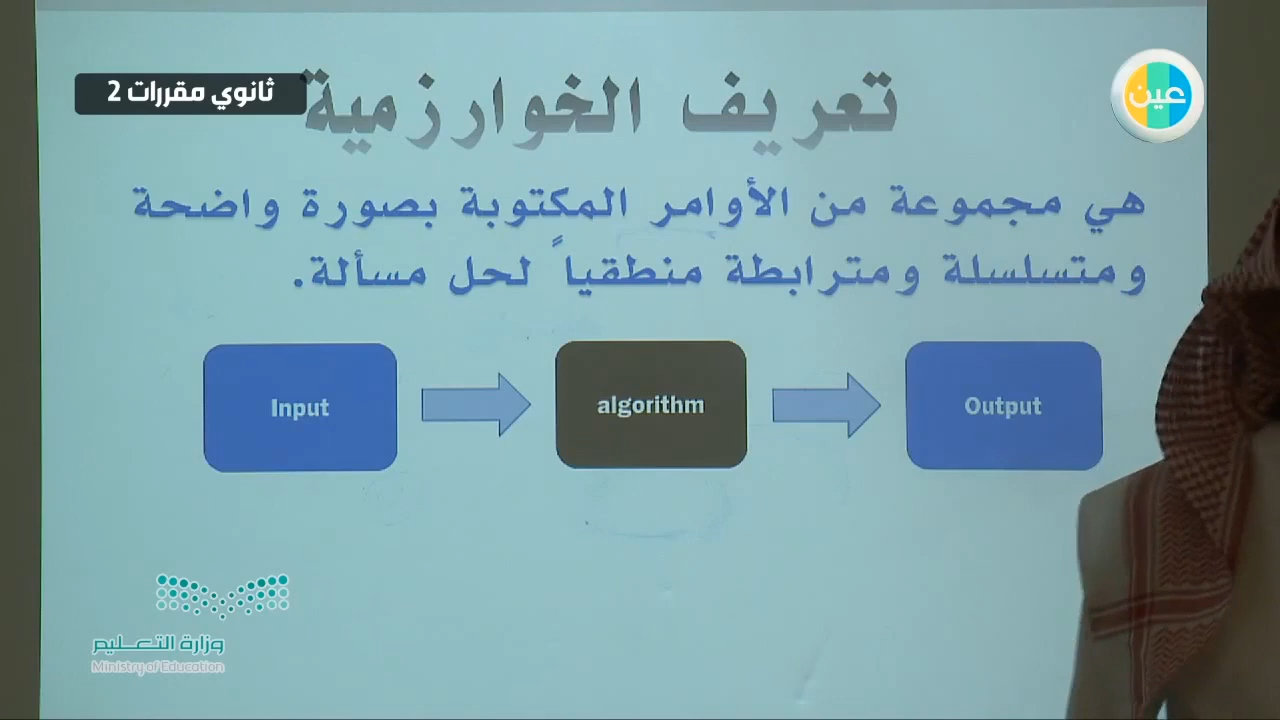 ثانوي مقررات 2
عين
تعريف الخوارزمية
هي مجموعة من الأوامر المكتوبة بصورة واضحة
ومتسلسلة ومترابطة منطقياً لحل مسألة.
Input
algorithm
Output
وزارة التعليم
Ministry of Education